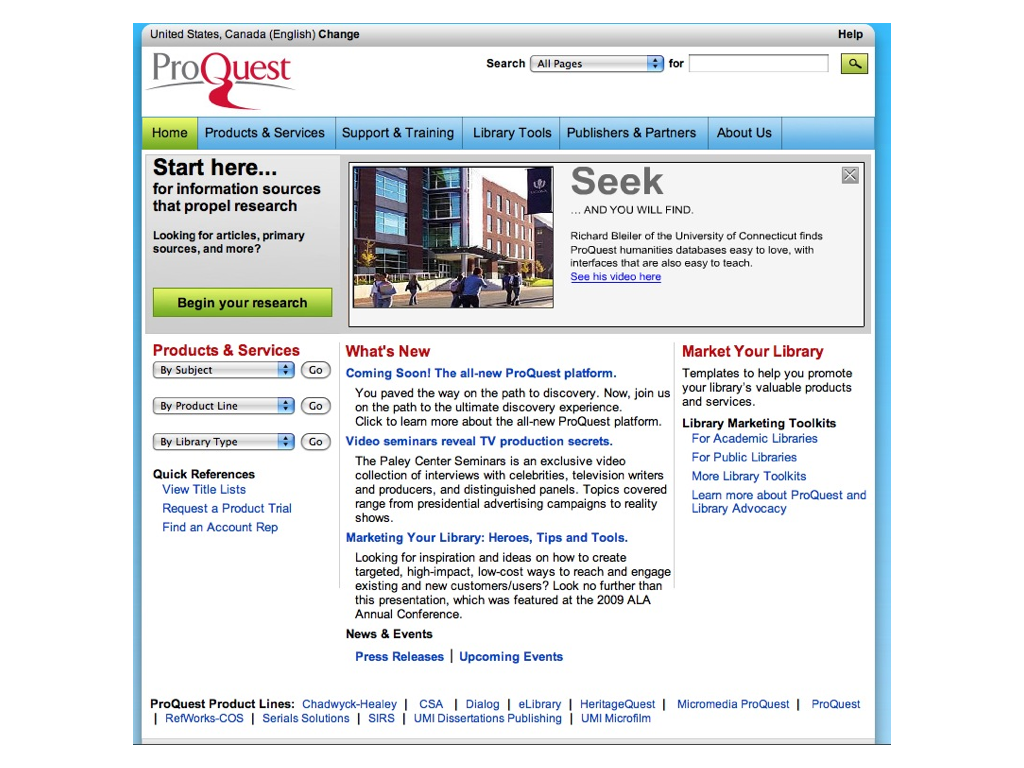 United States, Canada (English) Change
Help
ProQuest
Search All Pages for
Home Products & Services Support & Training Library Tools Publishers & Partners About Us
Start here...
for information sources
that propel research
Looking for articles, primary
sources, and more?
Begin your research
Seek
... AND YOU WILL FIND.
Richard Bleiler of the University of Connecticut finds
ProQuest humanities databases easy to love, with
interfaces that are also easy to teach.
See his video here
Products & Services
By Subject Go
By Product Line Go
By Library Type Go
Quick References
View Title Lists
Request a Product Trial
Find an Account Rep
What's New
Coming Soon! The all-new ProQuest platform.
You paved the way on the path to discovery. Now, join us
on the path to the ultimate discovery experience.
Click to learn more about the all-new ProQuest platform.
Video seminars reveal TV production secrets.
The Paley Center Seminars is an exclusive video
collection of interviews with celebrities, television writers
and producers, and distinguished panels. Topics covered
range from presidential advertising campaigns to reality
shows.
Marketing Your Library: Heroes, Tips and Tools.
Looking for inspiration and ideas on how to create
targeted, high-impact, low-cost ways to reach and engage
existing and new customers/users? Look no further than
this presentation, which was featured at the 2009 ALA
Annual Conference.
News & Events
Press Releases | Upcoming Events
Market Your Library
Templates to help you promote
your library's valuable products
and services.
Library Marketing Toolkits
For Academic Libraries
For Public Libraries
More Library Toolkits
Learn more about ProQuest and
Library Advocacy
ProQuest Product Lines: Chadwyck-Healey | CSA | Dialog | eLibrary | HeritageQuest | Micromedia ProQuest | ProQuest
| RefWorks-COS | Serials Solutions | SIRS | UMI Dissertations Publishing | UMI Microfilm